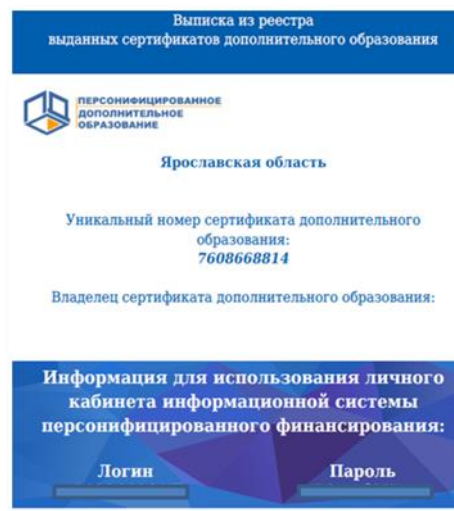 Выписка из реестра
выданных сертификатов дополнительного образования
ПЕРСОНИФИЦИРОВАННОЕ
ДОПОЛНИТЕЛЬНОЕ
ОБРАЗОВАНИЕ
Ярославская область
Уникальный номер сертификата дополнительного
образования:
7608668814
Владелец сертификата дополнительного образования:
Информация для использования личного
кабинета информационной системы
персонифицированного финансирования:
Логин Пароль